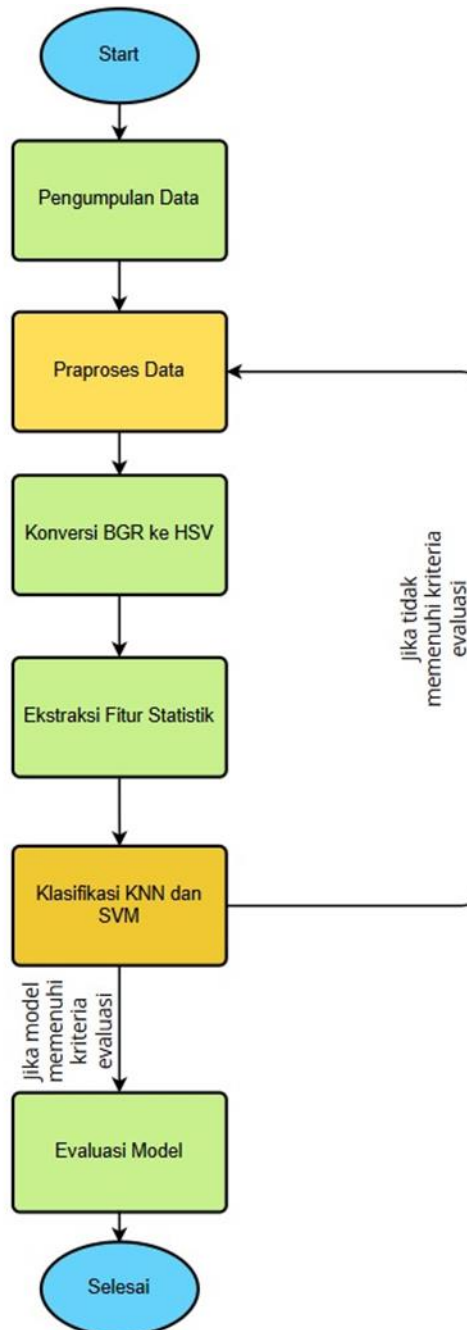 Start
Pengumpulan Data
Praproses Data
Konversi BGR ke HSV
Jika tidak
memenuhi kriteria
evaluasi
Ekstraksi Fitur Statistik
Klasifikasi KNN dan
SVM
Jika model
memenuhi
kriteria
evaluasi
Evaluasi Model
Selesai